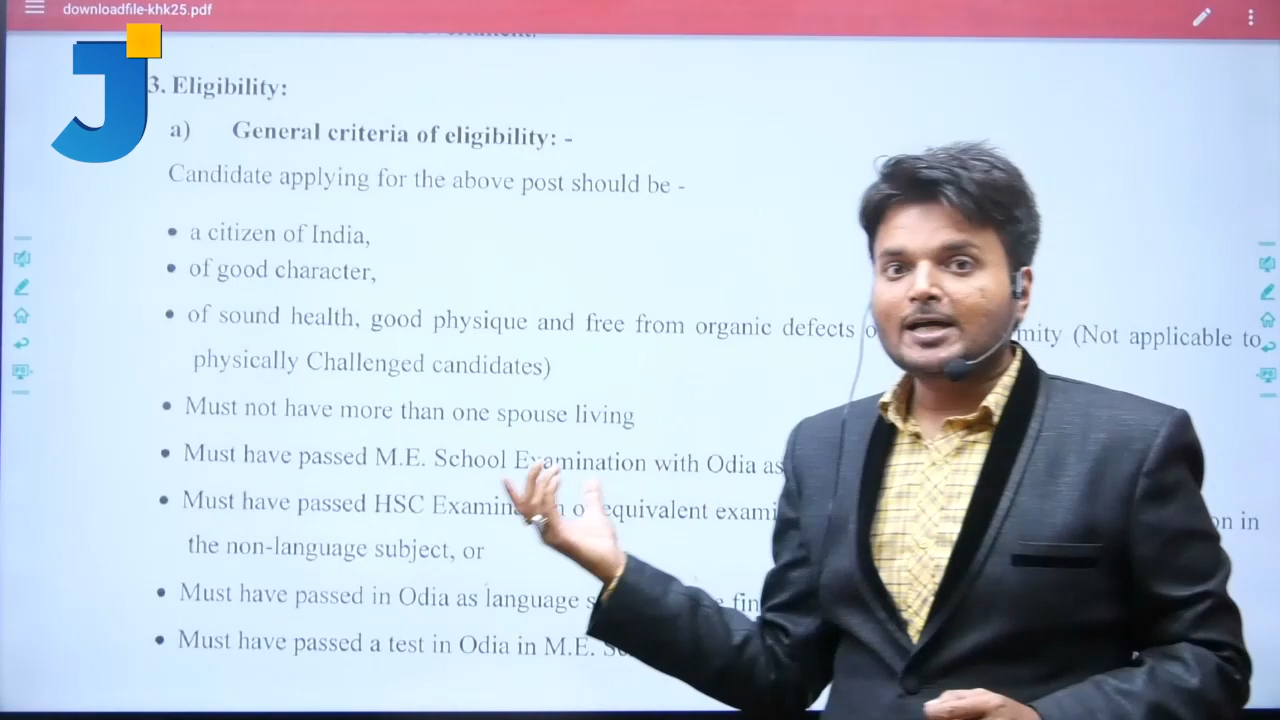 downloadfile-khk25.pdf
3. Eligibility:
a) General criteria of eligibility: -
Candidate applying for the above post should be -
• a citizen of India,
• of good character,
• of sound health, good physique and free from organic defects (Not applicable to
physically Challenged candidates)
• Must not have more than one spouse living
• Must have passed M.E. School Examination with Odia as
• Must have passed HSC equivalent in
the non-language subject, or
• Must have passed in Odia as language
• Must have passed a test in Odia in M.E.
J